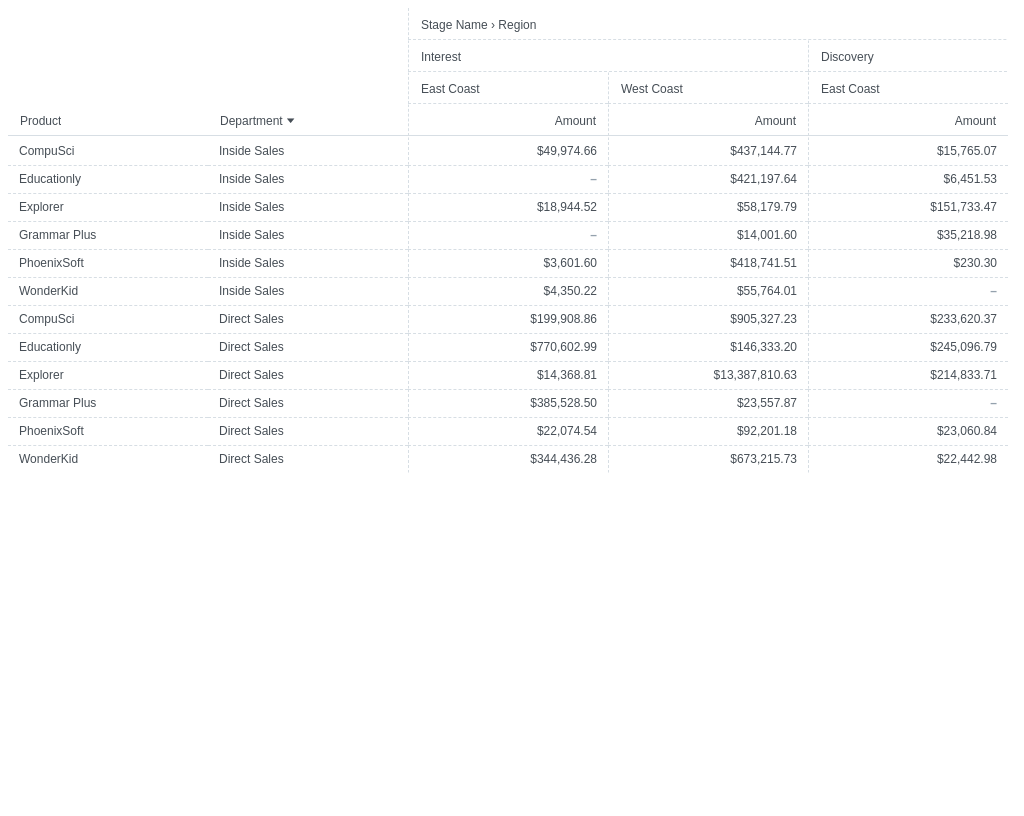 Stage Name › Region
Interest Discovery
East Coast West Coast East Coast
Product Department Amount Amount Amount
CompuSci Inside Sales $49,974.66 $437,144.77 $15,765.07
Educationly Inside Sales – $421,197.64 $6,451.53
Explorer Inside Sales $18,944.52 $58,179.79 $151,733.47
Grammar Plus Inside Sales – $14,001.60 $35,218.98
PhoenixSoft Inside Sales $3,601.60 $418,741.51 $230.30
WonderKid Inside Sales $4,350.22 $55,764.01 –
CompuSci Direct Sales $199,908.86 $905,327.23 $233,620.37
Educationly Direct Sales $770,602.99 $146,333.20 $245,096.79
Explorer Direct Sales $14,368.81 $13,387,810.63 $214,833.71
Grammar Plus Direct Sales $385,528.50 $23,557.87 –
PhoenixSoft Direct Sales $22,074.54 $92,201.18 $23,060.84
WonderKid Direct Sales $344,436.28 $673,215.73 $22,442.98